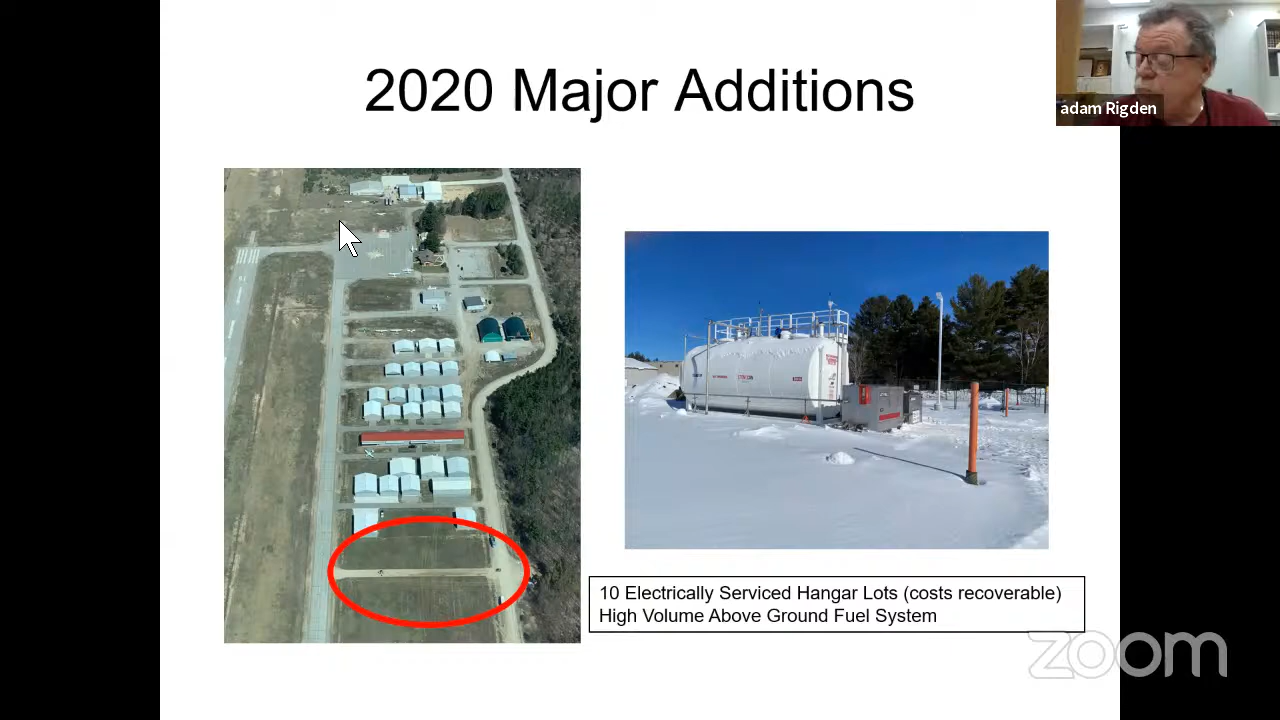 2020 Major Additions
adam Rigden
10 Electrically Serviced Hangar Lots (costs recoverable)
High Volume Above Ground Fuel System
zoom